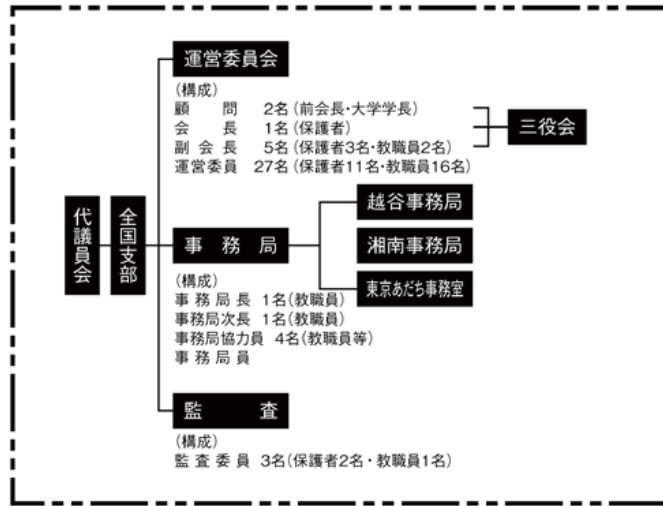 運営委員会
(構成)
顧問 2名(前会長・大学学長)
会長 1名(保護者)
副会長 5名(保護者3名・教職員2名)
運営委員 27名(保護者11名・教職員16名)
三役会
代議員会
全国支部
事務局
(構成)
事務局長 1名(教職員)
事務局次長 1名(教職員)
事務局協力員 4名(教職員等)
事務局員
越谷事務局
湘南事務局
東京あだち事務室
監査
(構成)
監査委員 3名(保護者2名・教職員1名)